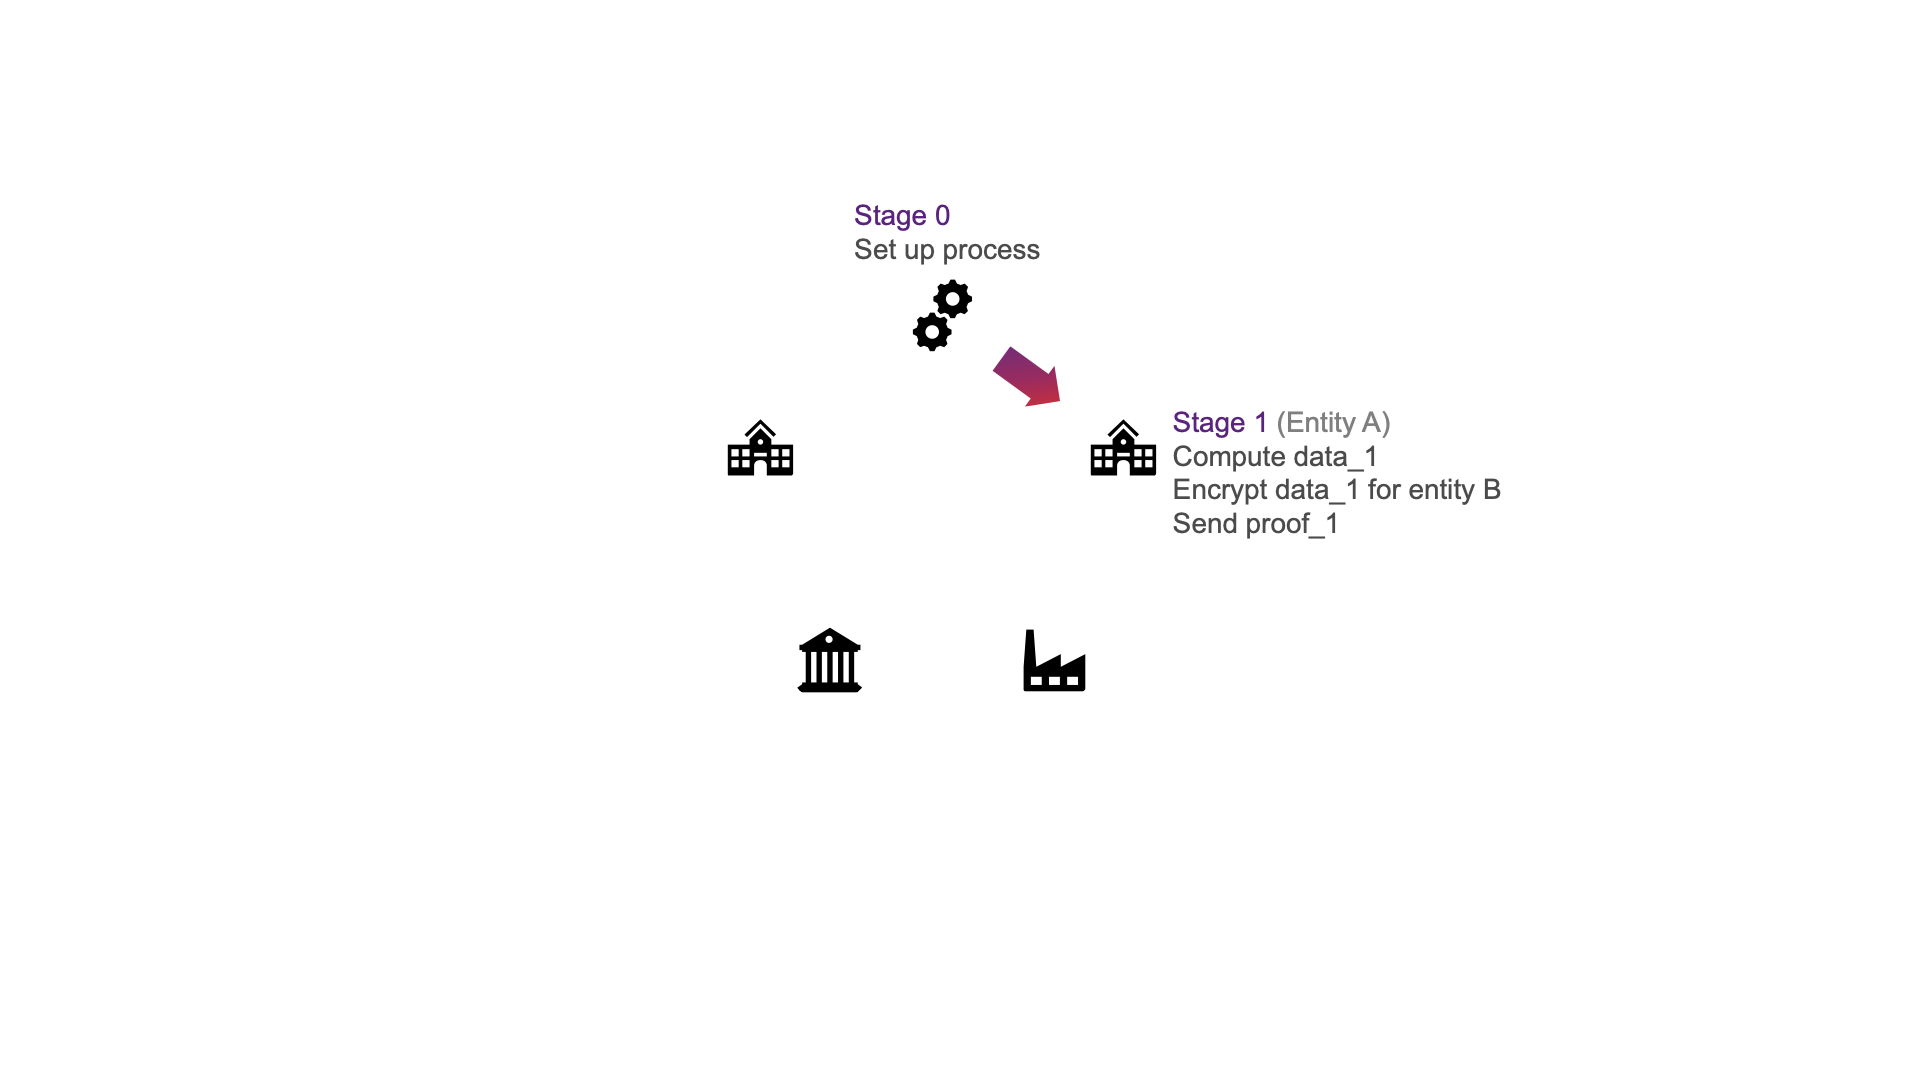 Stage 0
Set up process
Stage 1 (Entity A)
Compute data_1
Encrypt data_1 for entity B
Send proof_1